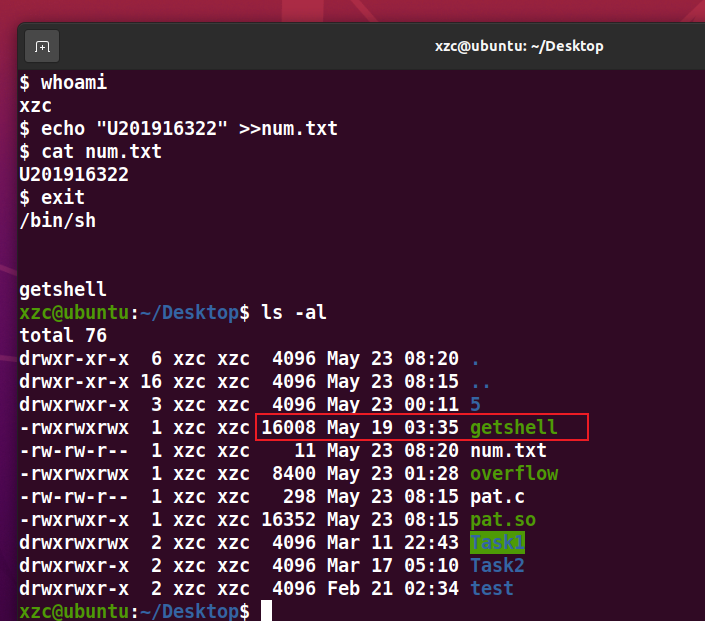 xzc@ubuntu: ~/Desktop
$ whoami
xzc
$ echo "U201916322" >>num.txt
$ cat num.txt
U201916322
$ exit
/bin/sh
getshell
xzc@ubuntu:~/Desktop$ ls -al
total 76
drwxr-xr-x  6 xzc xzc  4096 May 23 08:20 .
drwxr-xr-x 16 xzc xzc  4096 May 23 08:15 ..
drwxrwxr-x  3 xzc xzc  4096 May 23 00:11 5
-rwxrwxrwx  1 xzc xzc 16008 May 19 03:35 getshell
-rw-rw-r--  1 xzc xzc    11 May 23 08:20 num.txt
-rwxrwxrwx  1 xzc xzc  8400 May 23 01:28 overflow
-rw-rw-r--  1 xzc xzc   298 May 23 08:15 pat.c
-rwxrwxr-x  1 xzc xzc 16352 May 23 08:15 pat.so
drwxrwxrwx  2 xzc xzc  4096 Mar 11 22:43 Task1
drwxrwxr-x  2 xzc xzc  4096 Mar 17 05:10 Task2
drwxrwxr-x  2 xzc xzc  4096 Feb 21 02:34 test
xzc@ubuntu:~/Desktop$